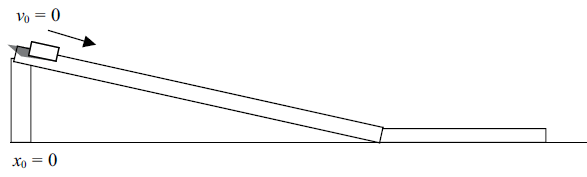 v₀ = 0
x₀ = 0